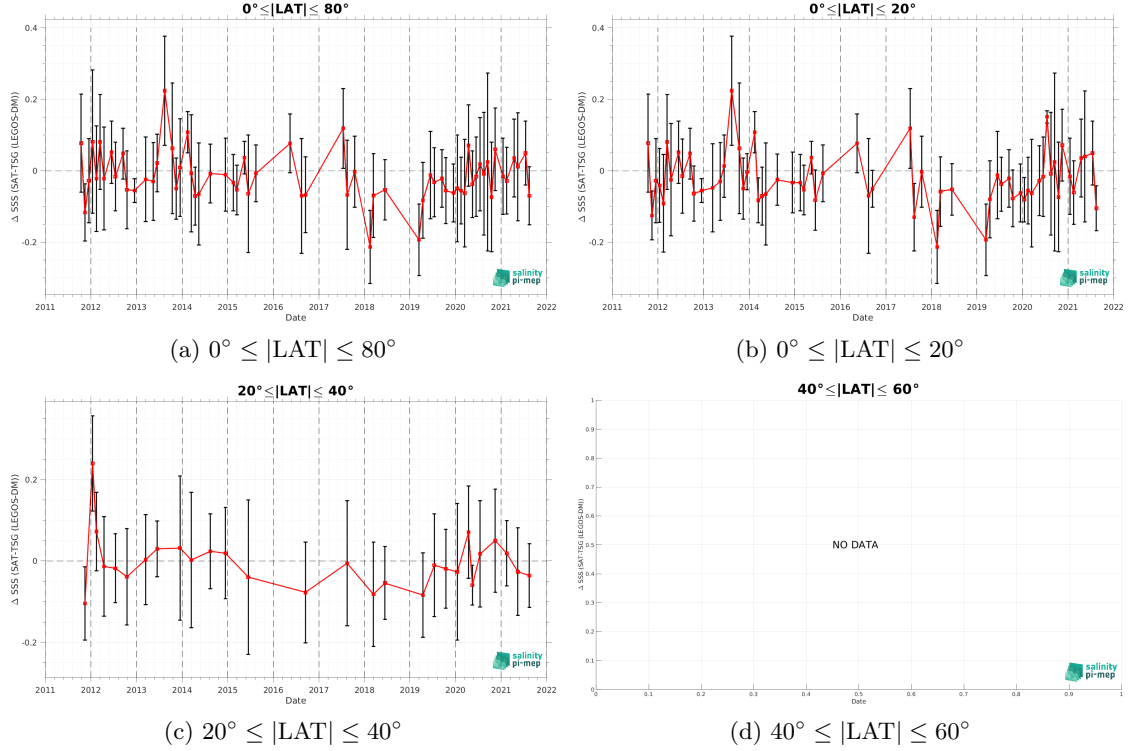 0°≤|LAT|≤ 80°
Δ SSS (SAT-TSG (LEGOS-DM))
0.4
0.2
0
-0.2
2011 2012 2013 2014 2015 2016 2017 2018 2019 2020 2021 2022
Date
salinity
pi-mep
(a) 0° ≤ |LAT| ≤ 80°
0°≤|LAT|≤ 20°
Δ SSS (SAT-TSG (LEGOS-DM))
0.4
0.2
0
-0.2
2011 2012 2013 2014 2015 2016 2017 2018 2019 2020 2021 2022
Date
salinity
pi-mep
(b) 0° ≤ |LAT| ≤ 20°
20°≤|LAT|≤ 40°
Δ SSS (SAT-TSG (LEGOS-DM))
0.2
0
-0.2
2011 2012 2013 2014 2015 2016 2017 2018 2019 2020 2021 2022
Date
salinity
pi-mep
(c) 20° ≤ |LAT| ≤ 40°
40°≤|LAT|≤ 60°
Δ SSS (SAT-TSG (LEGOS-DM))
1
0.9
0.8
0.7
0.6
0.5
0.4
0.3
0.2
0.1
0
NO DATA
0 0.1 0.2 0.3 0.4 0.5 0.6 0.7 0.8 0.9 1
Date
salinity
pi-mep
(d) 40° ≤ |LAT| ≤ 60°